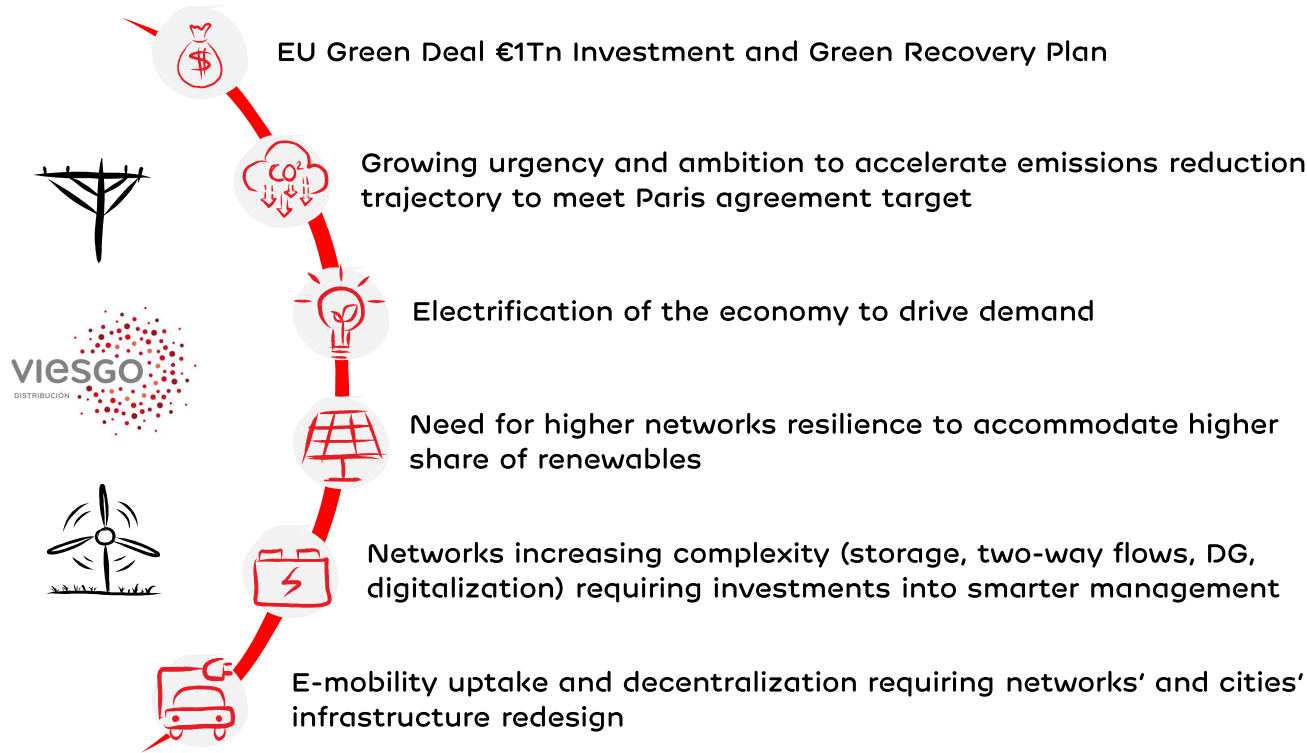 $
EU Green Deal €1Tn Investment and Green Recovery Plan
CO²
Growing urgency and ambition to accelerate emissions reduction
trajectory to meet Paris agreement target
Electrification of the economy to drive demand
viesgo
DISTRIBUCIÓN
Need for higher networks resilience to accommodate higher
share of renewables
Networks increasing complexity (storage, two-way flows, DG,
digitalization) requiring investments into smarter management
E-mobility uptake and decentralization requiring networks’ and cities’
infrastructure redesign